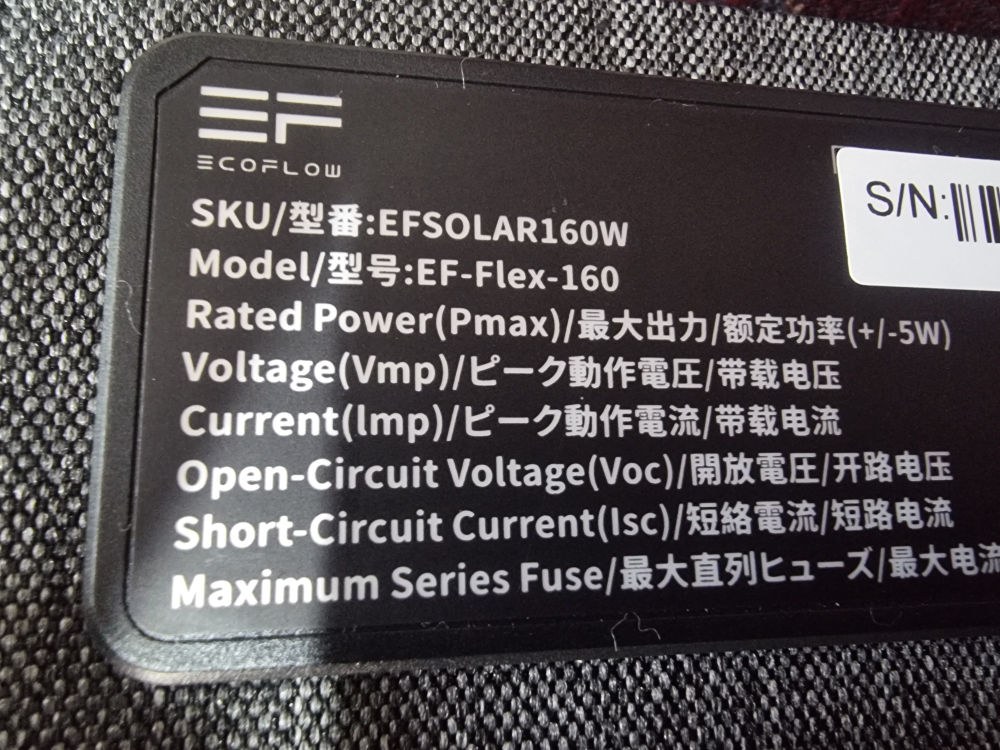 EF
ECOFLOW
S/N:
SKU/型番:EFSOLAR160W
Model/型号:EF-Flex-160
Rated Power(Pmax)/最大出力/额定功率(+/-5W)
Voltage(Vmp)/ピーク動作電圧/带载电压
Current(lmp)/ピーク動作電流/带载电流
Open-Circuit Voltage(Voc)/開放電圧/开路电压
Short-Circuit Current(Isc)/短絡電流/短路电流
Maximum Series Fuse/最大直列ヒューズ/最大电流